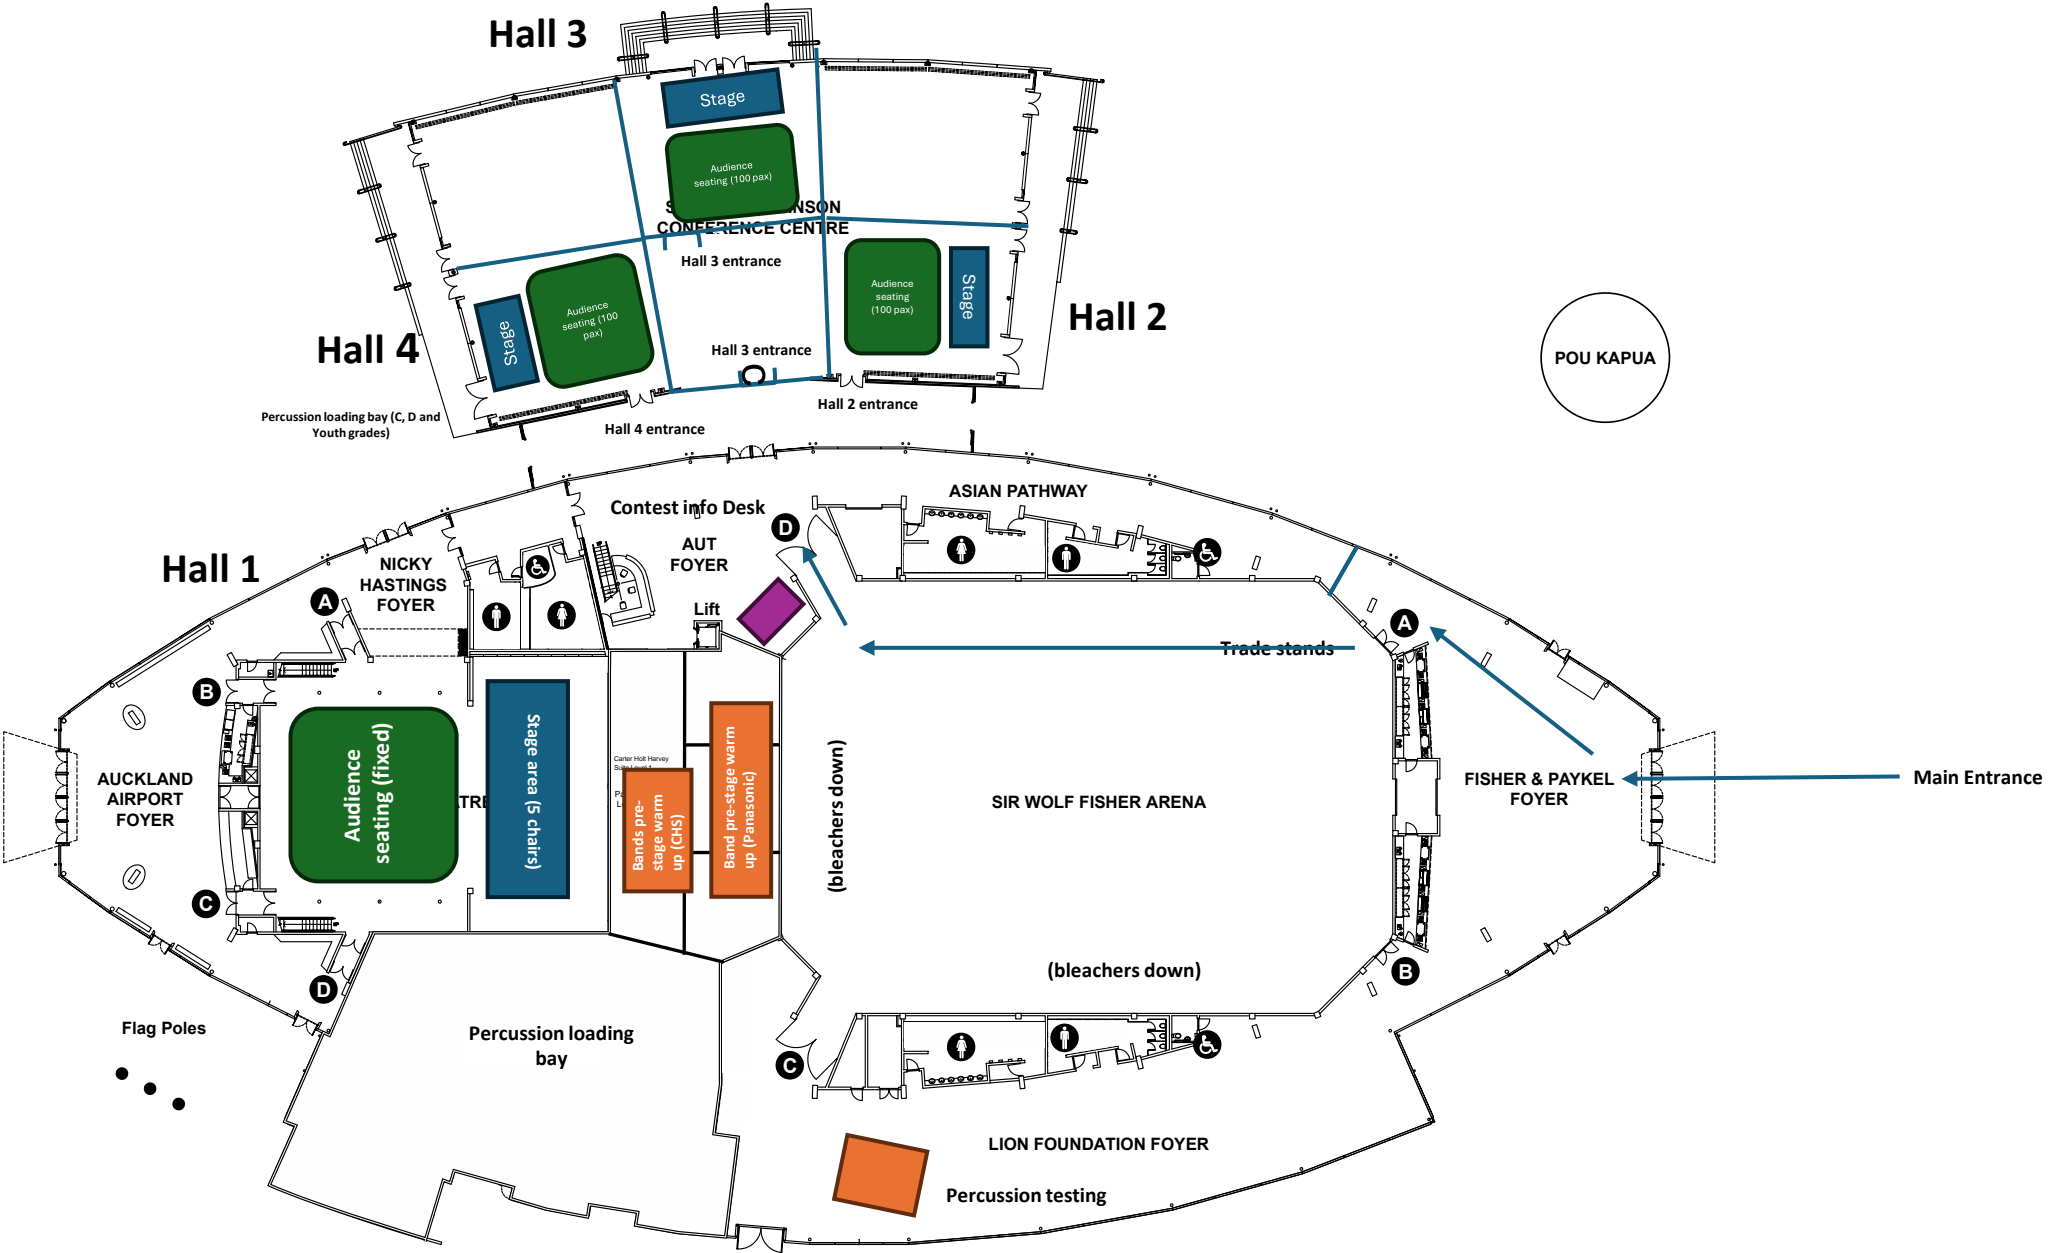 Hall 3
Stage
Audience
seating (100 pax)
INSON
CONFERENCE CENTRE
Hall 3 entrance
Audience
seating (100
pax)
Stage
Hall 4
Audience
seating
(100 pax)
Stage
Hall 2
Hall 3 entrance
Hall 2 entrance
Hall 4 entrance
Percussion loading bay (C, D and
Youth grades)
POU KAPUA
Hall 1
NICKY
HASTINGS
FOYER
Contest info Desk
AUT
FOYER
Lift
ASIAN PATHWAY
A
B
C
D
D
A
B
C
Trade stands
AUCKLAND
AIRPORT
FOYER
Audience
seating (fixed)
ATRE
Stage area (5 chairs)
Carter Holt Harvey
Bands pre-
stage warm
up (CHS)
Band pre-stage warm
up (Panasonic)
(bleachers down)
SIR WOLF FISHER ARENA
(bleachers down)
FISHER & PAYKEL
FOYER
Main Entrance
Flag Poles
Percussion loading
bay
LION FOUNDATION FOYER
Percussion testing